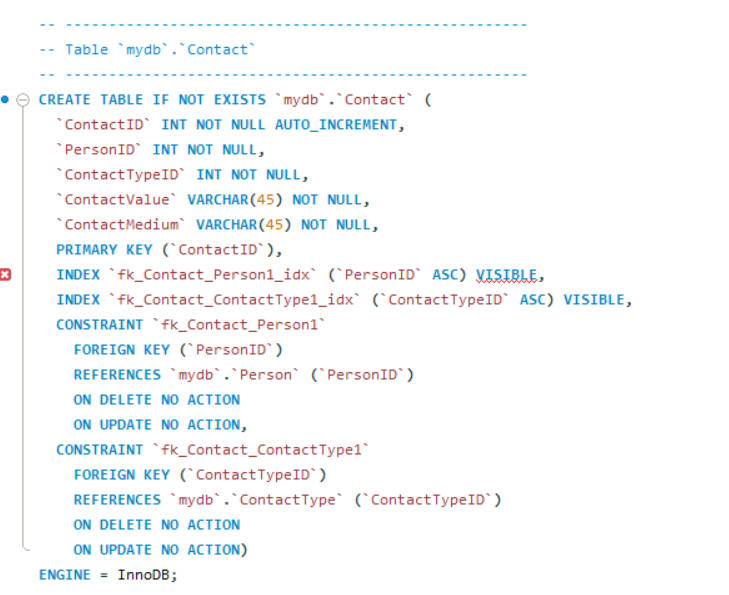 -- -----------------------------------------------------
-- Table `mydb`.`Contact`
-- -----------------------------------------------------
CREATE TABLE IF NOT EXISTS `mydb`.`Contact` (
  `ContactID` INT NOT NULL AUTO_INCREMENT,
  `PersonID` INT NOT NULL,
  `ContactTypeID` INT NOT NULL,
  `ContactValue` VARCHAR(45) NOT NULL,
  `ContactMedium` VARCHAR(45) NOT NULL,
  PRIMARY KEY (`ContactID`),
  INDEX `fk_Contact_Person1_idx` (`PersonID` ASC) VISIBLE,
  INDEX `fk_Contact_ContactType1_idx` (`ContactTypeID` ASC) VISIBLE,
  CONSTRAINT `fk_Contact_Person1`
    FOREIGN KEY (`PersonID`)
    REFERENCES `mydb`.`Person` (`PersonID`)
    ON DELETE NO ACTION
    ON UPDATE NO ACTION,
  CONSTRAINT `fk_Contact_ContactType1`
    FOREIGN KEY (`ContactTypeID`)
    REFERENCES `mydb`.`ContactType` (`ContactTypeID`)
    ON DELETE NO ACTION
    ON UPDATE NO ACTION)
ENGINE = InnoDB;